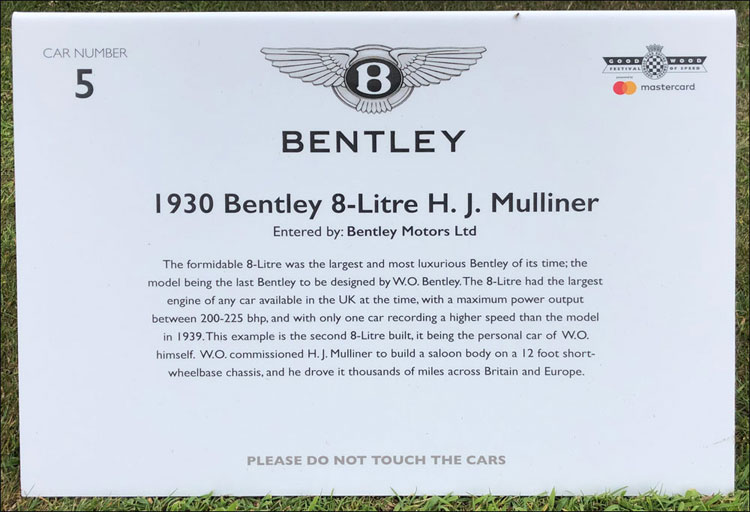 CAR NUMBER
5
B
GOOD WOOD
FESTIVAL OF SPEED
powered by
mastercard
BENTLEY
1930 Bentley 8-Litre H. J. Mulliner
Entered by: Bentley Motors Ltd
The formidable 8-Litre was the largest and most luxurious Bentley of its time; the
model being the last Bentley to be designed by W.O. Bentley. The 8-Litre had the largest
engine of any car available in the UK at the time, with a maximum power output
between 200-225 bhp, and with only one car recording a higher speed than the model
in 1939. This example is the second 8-Litre built, it being the personal car of W.O.
himself. W.O. commissioned H. J. Mulliner to build a saloon body on a 12 foot short-
wheelbase chassis, and he drove it thousands of miles across Britain and Europe.
PLEASE DO NOT TOUCH THE CARS